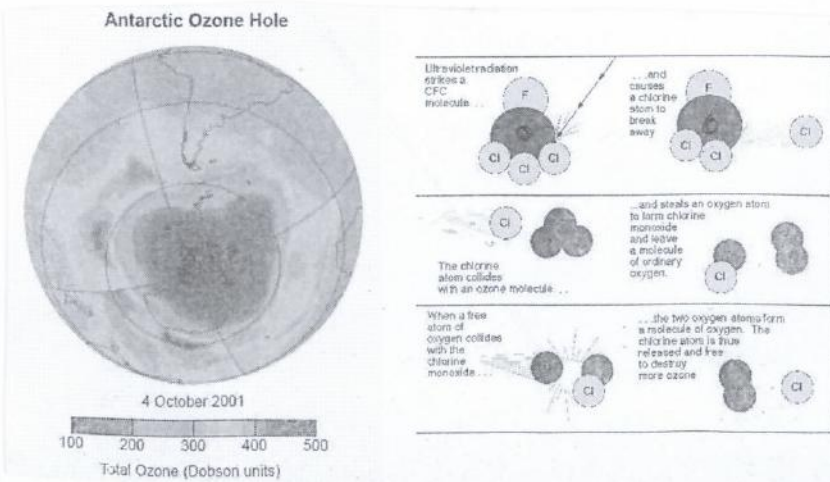 Antarctic Ozone Hole
4 October 2001
100 200 300 400 500
Total Ozone (Dobson units)
Ultraviolet radiation
strikes a
CFC
molecule . . .
F
Cl
Cl
Cl
. . .and
causes
a chlorine
atom to
break
away
F
Cl
Cl
Cl
Cl
The chlorine
atom collides
with an ozone molecule . . .
...and steals an oxygen atom
to form chlorine
monoxide
and leave
a molecule
of ordinary
oxygen.
Cl
When a free
atom of
oxygen collides
with the
chlorine
monoxide . . .
Cl
. . .the two oxygen atoms form
a molecule of oxygen. The
chlorine atom is thus
released and free
to destroy
more ozone
Cl